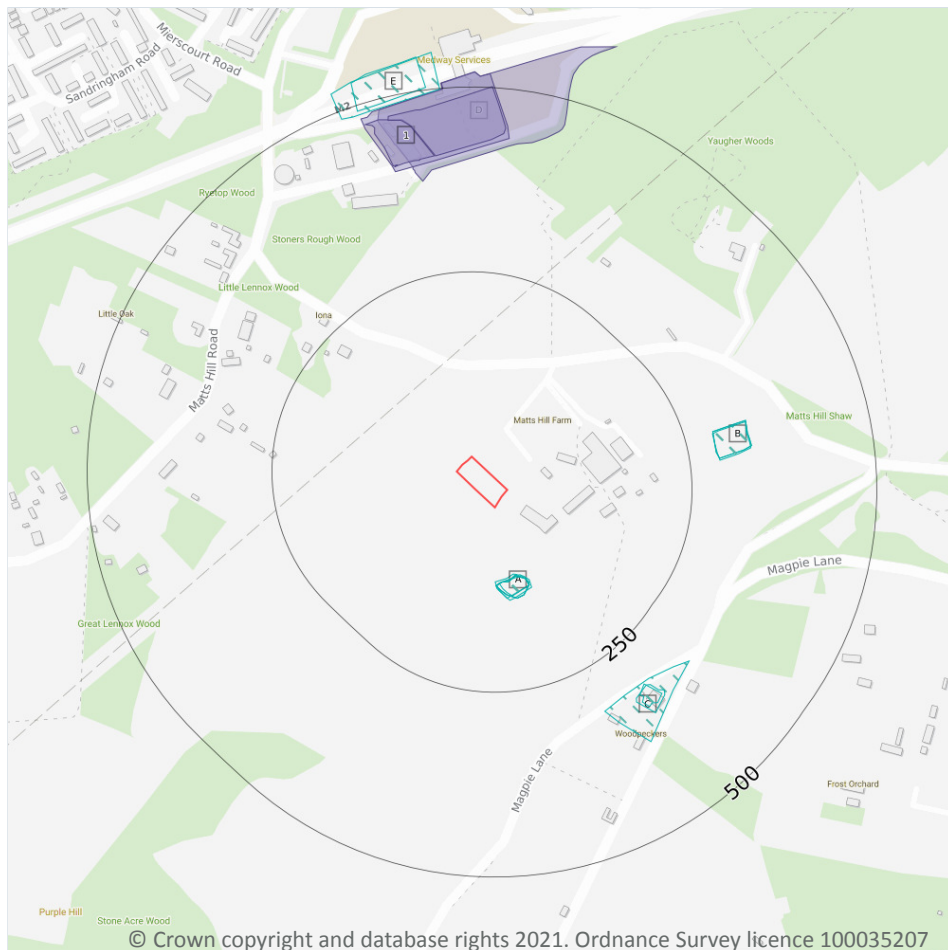 Mierscourt Road
Sandringham Road
Medway Services
E
M2
D
1
Yaugher Woods
Ryetop Wood
Stoners Rough Wood
Little Lennox Wood
Little Oak
Iona
Matts Hill Road
Matts Hill Farm
Matts Hill Shaw
B
Magpie Lane
A
Great Lennox Wood
250
C
Woodpeckers
Magpie Lane
500
Frost Orchard
Purple Hill
Stone Acre Wood
© Crown copyright and database rights 2021. Ordnance Survey licence 100035207